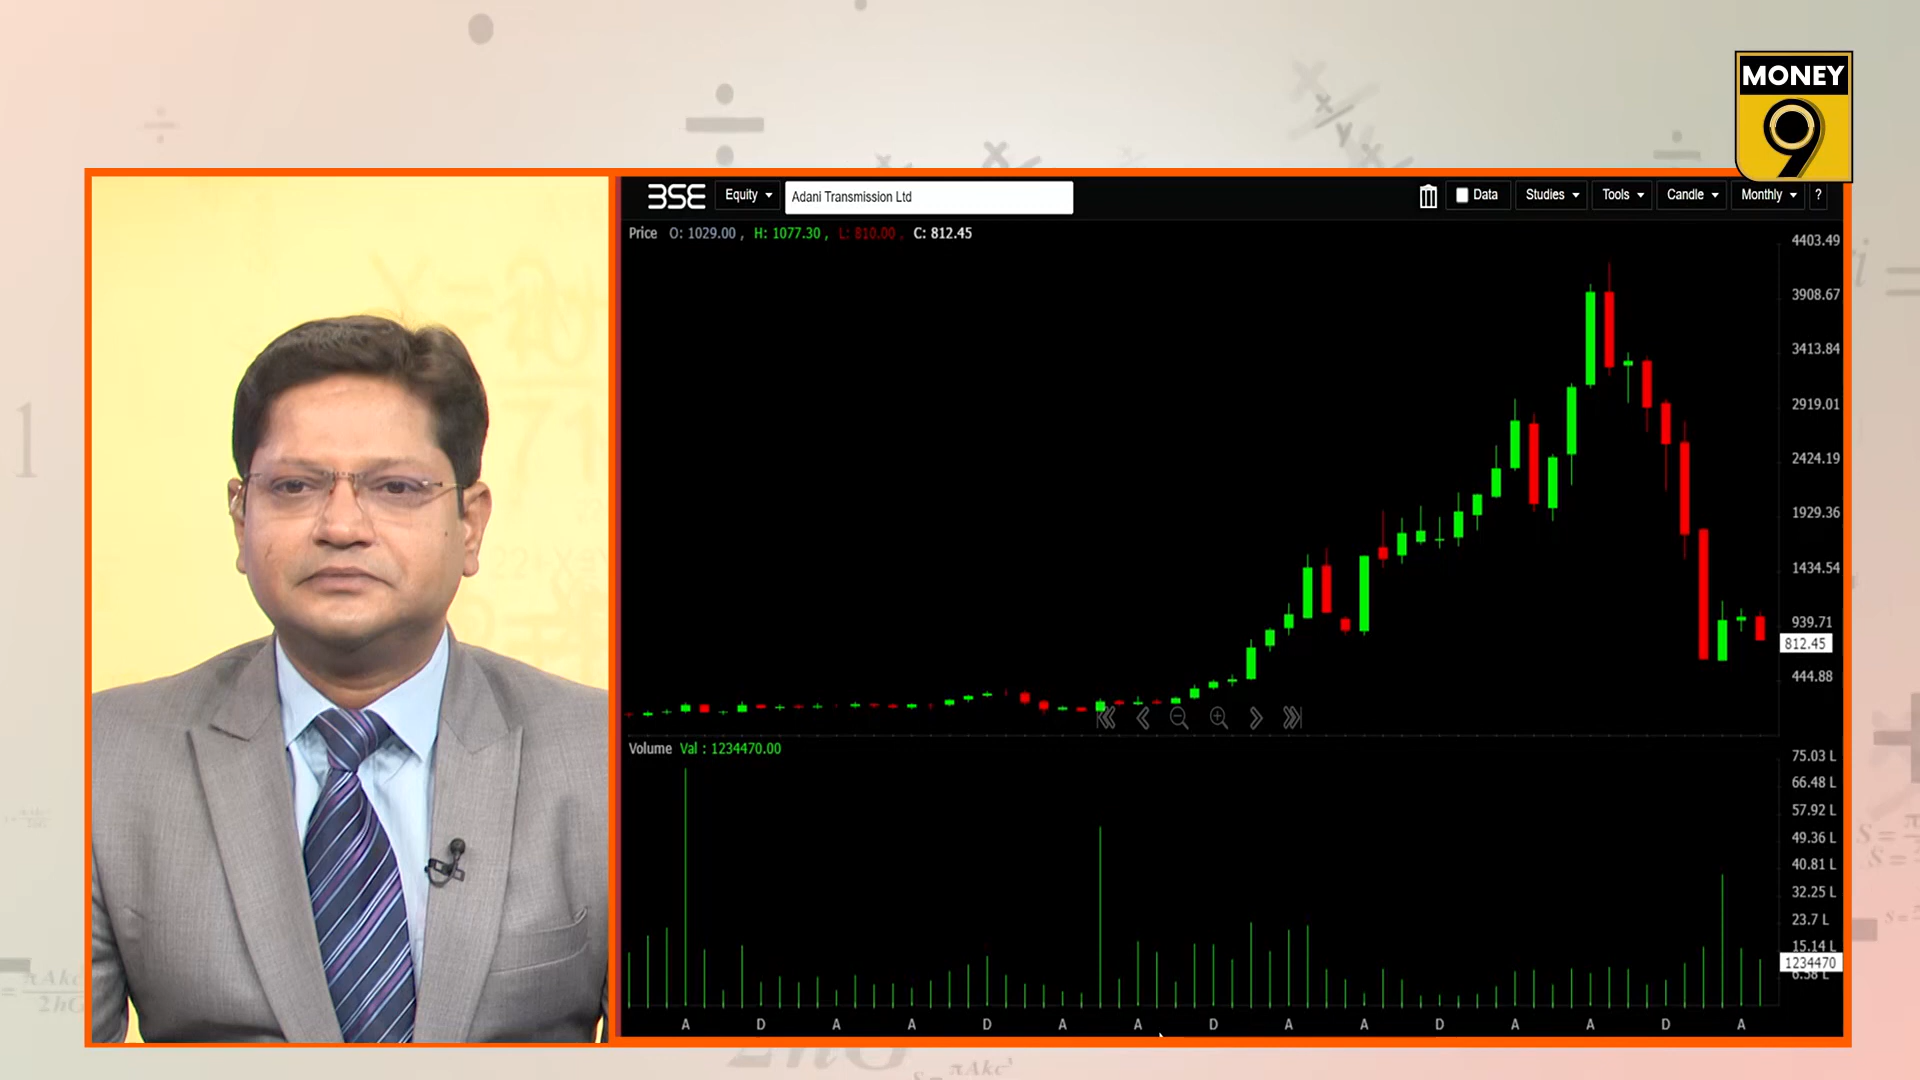 MONEY
9
BSE Equity Adani Transmission Ltd Data Studies Tools Candle Monthly ?
Price O: 1029.00 , H: 1077.30 , L: 810.00 , C: 812.45
4403.49
3908.67
3413.84
2919.01
2424.19
1929.36
1434.54
939.71
812.45
444.88
Volume Val : 1234470.00
75.03 L
66.48 L
57.92 L
49.36 L
40.81 L
32.25 L
23.7 L
15.14 L
1234470
6.58 L
A D A A D A A D A A D A A D A